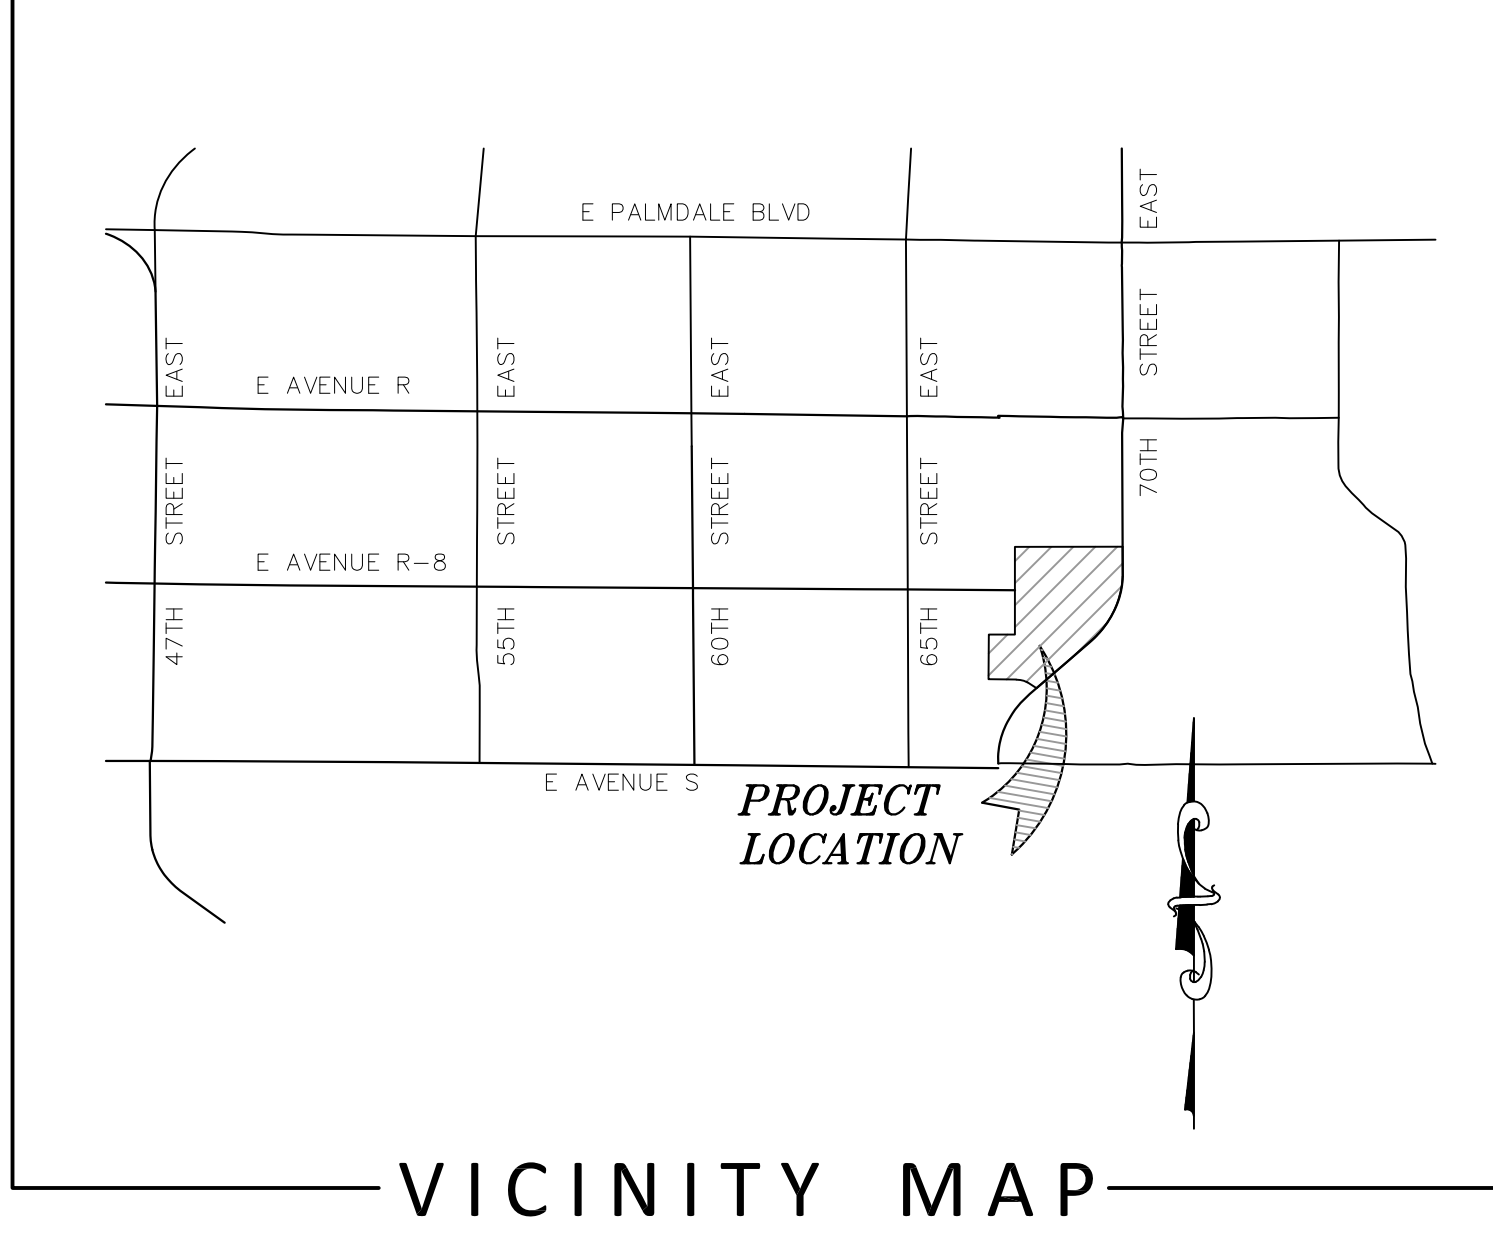 E PALMDALE BLVD
70TH STREET EAST
E AVENUE R
47TH STREET EAST
55TH STREET EAST
60TH STREET EAST
65TH STREET EAST
E AVENUE R-8
E AVENUE S
PROJECT
LOCATION
VICINITY MAP